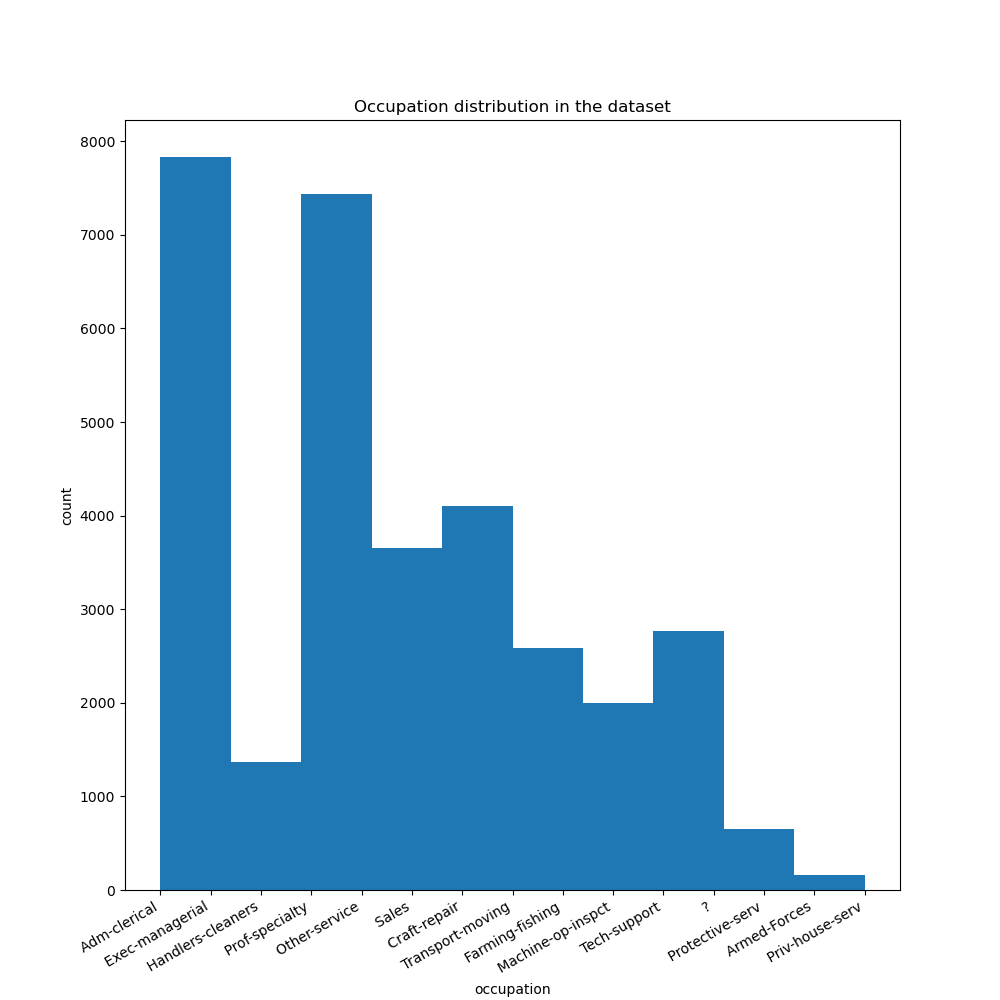 Occupation distribution in the dataset
8000
7000
6000
5000
4000
3000
2000
1000
0
count
Adm-clerical
Exec-managerial
Handlers-cleaners
Prof-specialty
Other-service
Sales
Craft-repair
Transport-moving
Farming-fishing
Machine-op-inspct
Tech-support
?
Protective-serv
Armed-Forces
Priv-house-serv
occupation